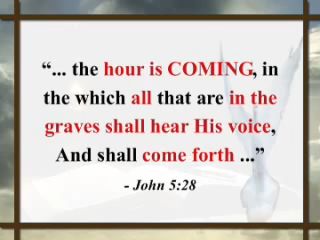 “... the hour is COMING, in
the which all that are in the
graves shall hear His voice,
And shall come forth ...”
- John 5:28